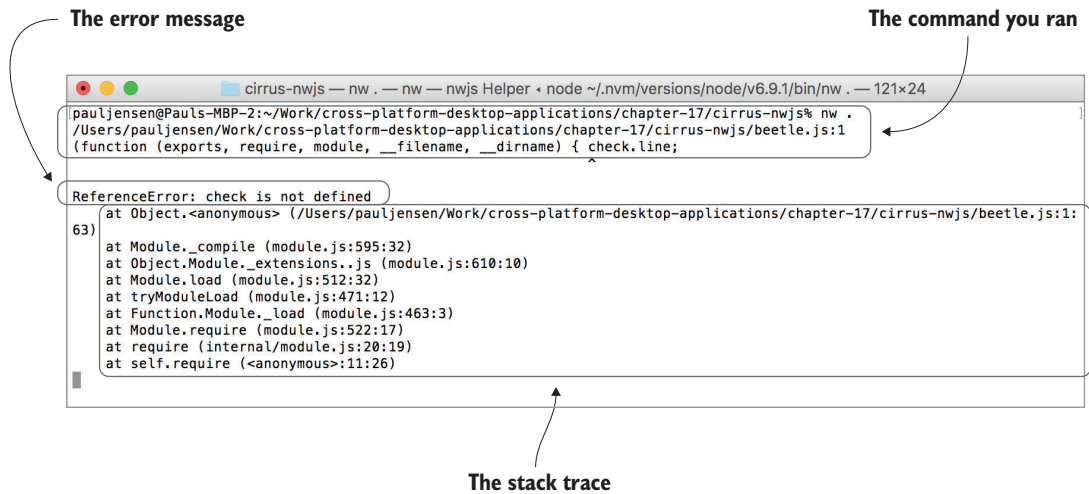 The error message
The command you ran
cirrus-nwjs — nw . — nw — nwjs Helper ◂ node ~/.nvm/versions/node/v6.9.1/bin/nw . — 121×24
[pauljensen@Pauls-MBP-2:~/Work/cross-platform-desktop-applications/chapter-17/cirrus-nwjs% nw . ]
/Users/pauljensen/Work/cross-platform-desktop-applications/chapter-17/cirrus-nwjs/beetle.js:1
(function (exports, require, module, __filename, __dirname) { check.line;
^
ReferenceError: check is not defined
at Object.<anonymous> (/Users/pauljensen/Work/cross-platform-desktop-applications/chapter-17/cirrus-nwjs/beetle.js:1:
63)
at Module._compile (module.js:595:32)
at Object.Module._extensions..js (module.js:610:10)
at Module.load (module.js:512:32)
at tryModuleLoad (module.js:471:12)
at Function.Module._load (module.js:463:3)
at Module.require (module.js:522:17)
at require (internal/module.js:20:19)
at self.require (<anonymous>:11:26)
The stack trace